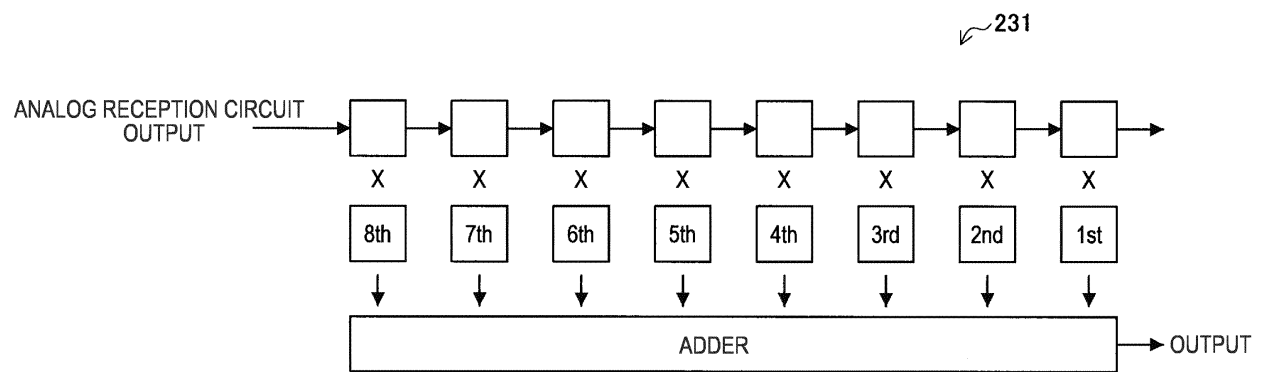 231
ANALOG RECEPTION CIRCUIT
OUTPUT
X X X X X X X X
8th 7th 6th 5th 4th 3rd 2nd 1st
ADDER
OUTPUT